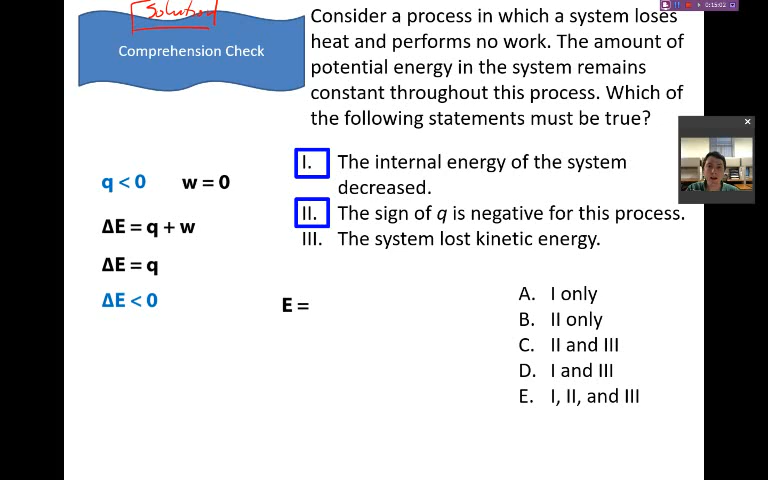 Solution
Comprehension Check
Consider a process in which a system loses
heat and performs no work. The amount of
potential energy in the system remains
constant throughout this process. Which of
the following statements must be true?
I. The internal energy of the system
decreased.
II. The sign of q is negative for this process.
III. The system lost kinetic energy.
q < 0 w = 0
ΔE = q + w
ΔE = q
ΔE < 0
E =
A. I only
B. II only
C. II and III
D. I and III
E. I, II, and III
0:15:02